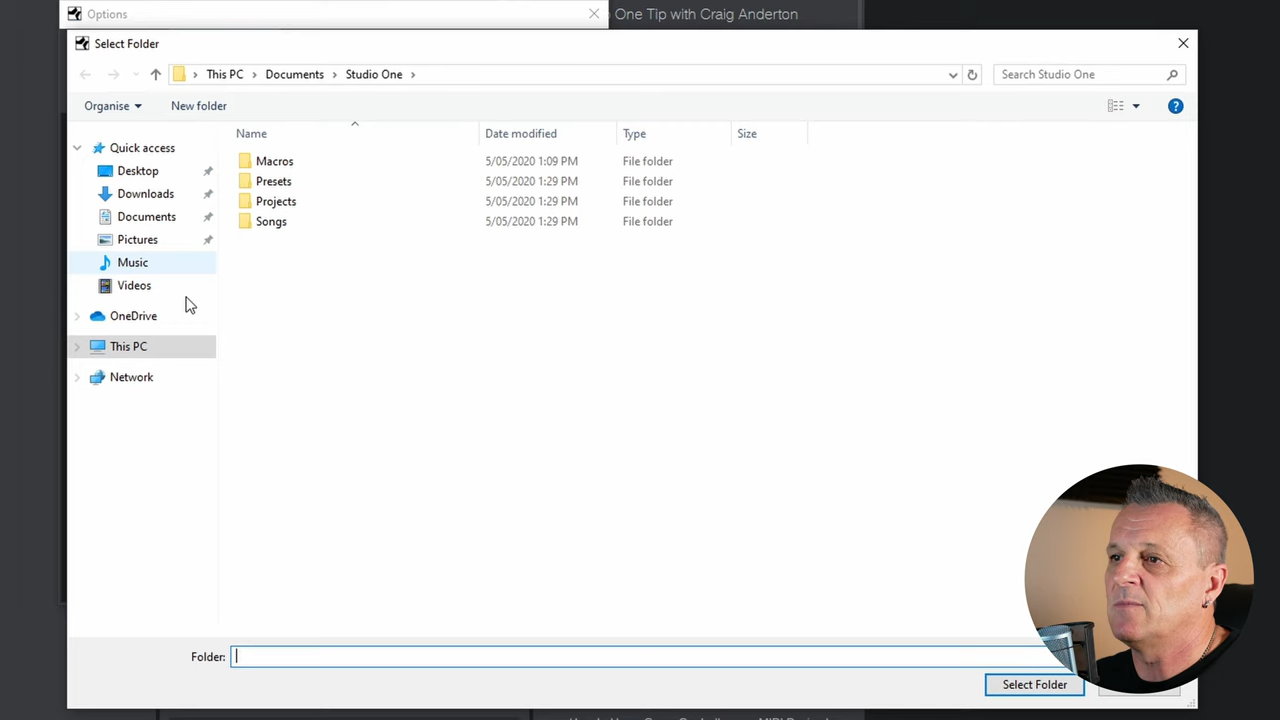 Options
One Tip with Craig Anderton
Select Folder
This PC > Documents > Studio One >
Search Studio One
Organise
New folder
Name Date modified Type Size
Quick access
Desktop
Downloads
Documents
Pictures
Music
Videos
OneDrive
This PC
Network
Macros 5/05/2020 1:09 PM File folder
Presets 5/05/2020 1:29 PM File folder
Projects 5/05/2020 1:29 PM File folder
Songs 5/05/2020 1:29 PM File folder
Folder:
Select Folder